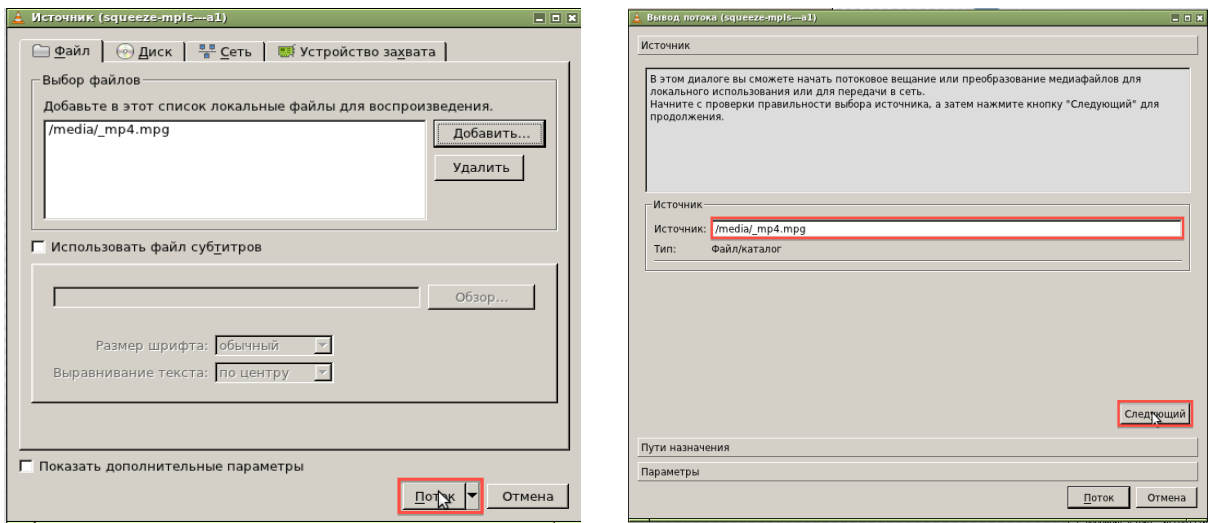 Источник (squeeze-mpls---a1)
Файл
Диск
Сеть
Устройство захвата
Выбор файлов
Добавьте в этот список локальные файлы для воспроизведения.
/media/_mp4.mpg
Добавить...
Удалить
Использовать файл субтитров
Обзор...
Размер шрифта: обычный
Выравнивание текста: по центру
Показать дополнительные параметры
Поток
Отмена
Вывод потока (squeeze-mpls---a1)
Источник
В этом диалоге вы сможете начать потоковое вещание или преобразование медиафайлов для
локального использования или для передачи в сеть.
Начните с проверки правильности выбора источника, а затем нажмите кнопку "Следующий" для
продолжения.
Источник
Источник: /media/_mp4.mpg
Тип: Файл/каталог
Следующий
Пути назначения
Параметры
Поток
Отмена